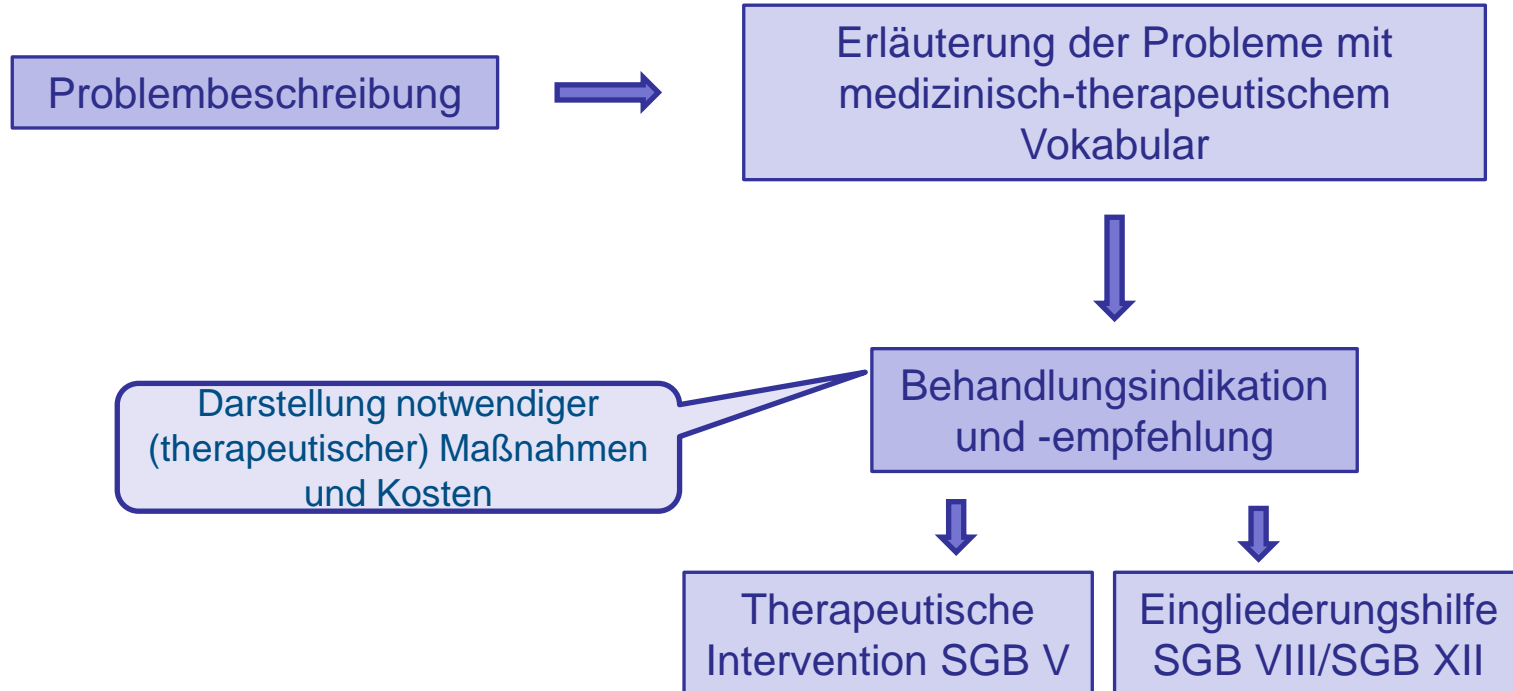 Problembeschreibung
Erläuterung der Probleme mit
medizinisch-therapeutischem
Vokabular
Behandlungsindikation
und -empfehlung
Darstellung notwendiger
(therapeutischer) Maßnahmen
und Kosten
Therapeutische
Intervention SGB V
Eingliederungshilfe
SGB VIII/SGB XII